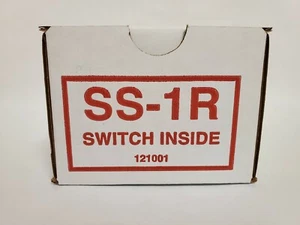 SS-1R
SWITCH INSIDE
121001